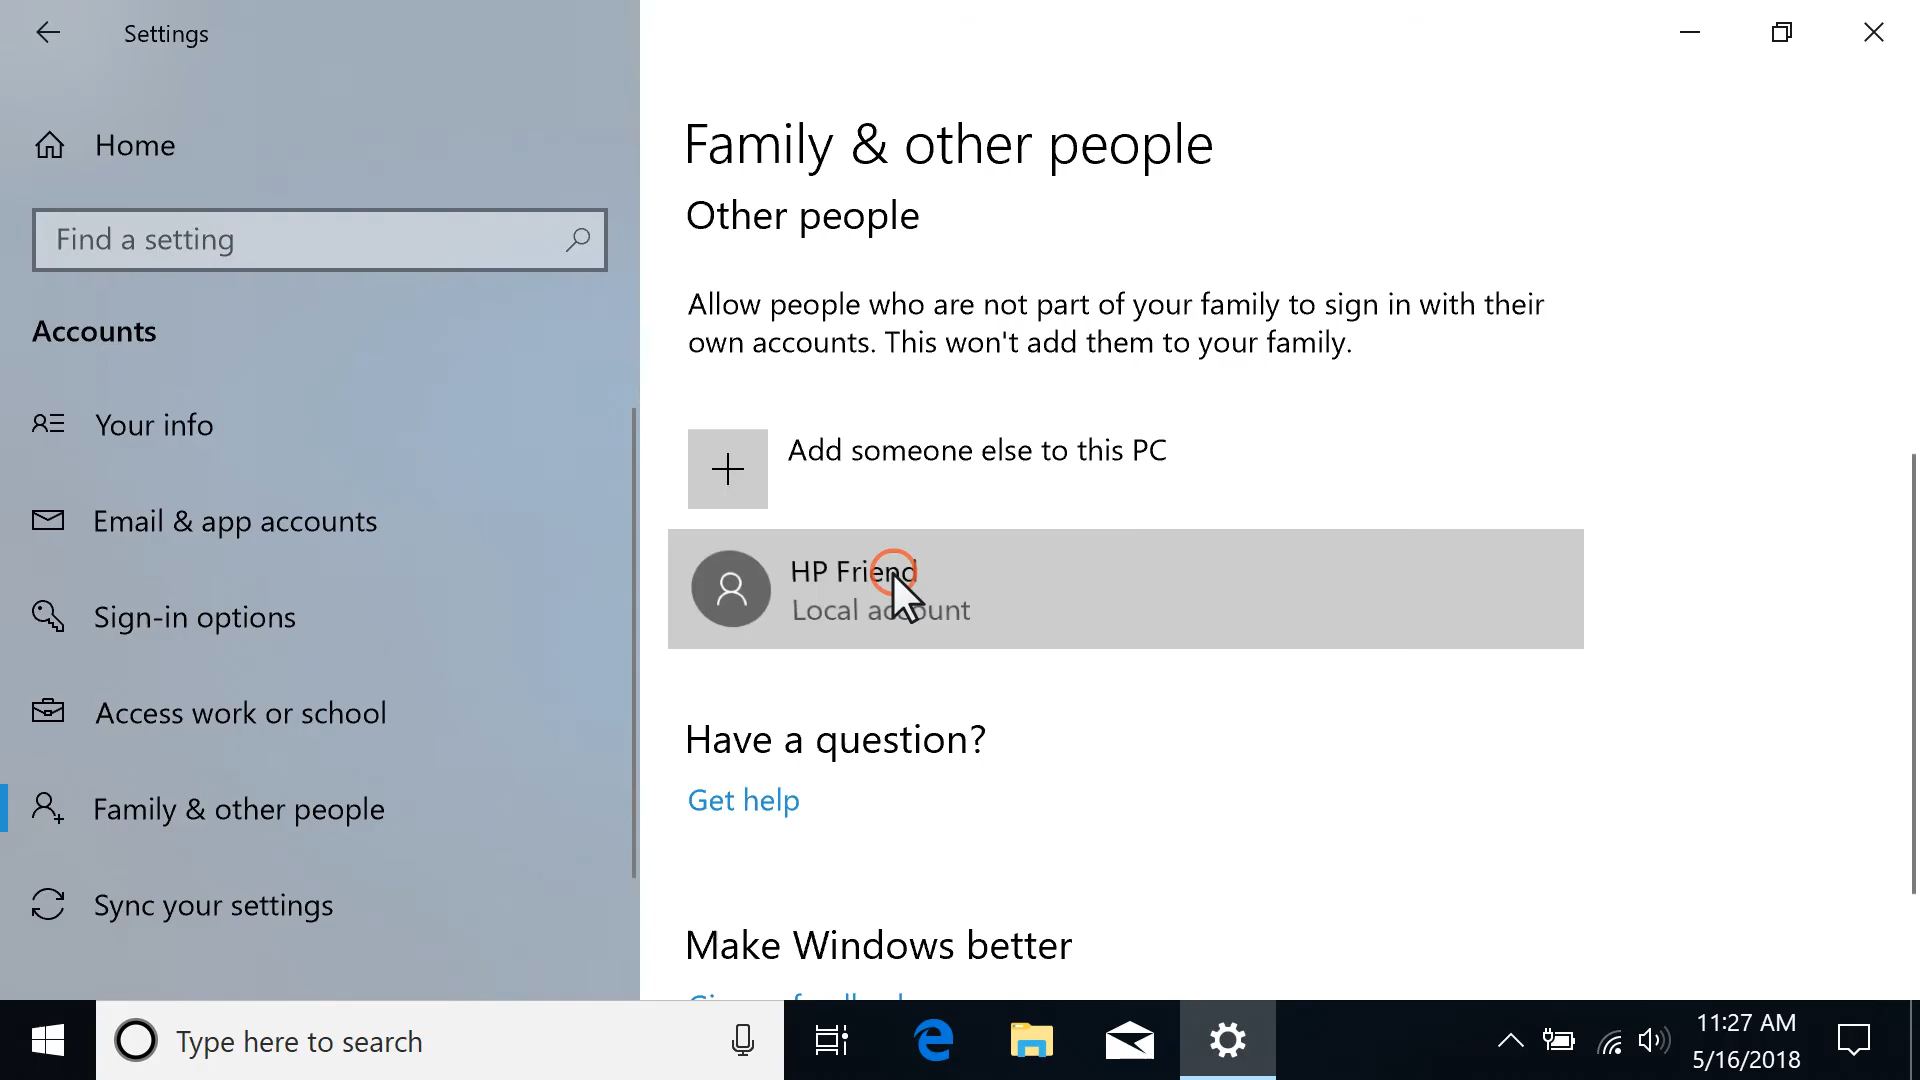 Settings
Home
Find a setting
Accounts
Your info
Email & app accounts
Sign-in options
Access work or school
Family & other people
Sync your settings
Family & other people
Other people
Allow people who are not part of your family to sign in with their
own accounts. This won't add them to your family.
Add someone else to this PC
HP Friend
Local account
Have a question?
Get help
Make Windows better
Type here to search
11:27 AM
5/16/2018